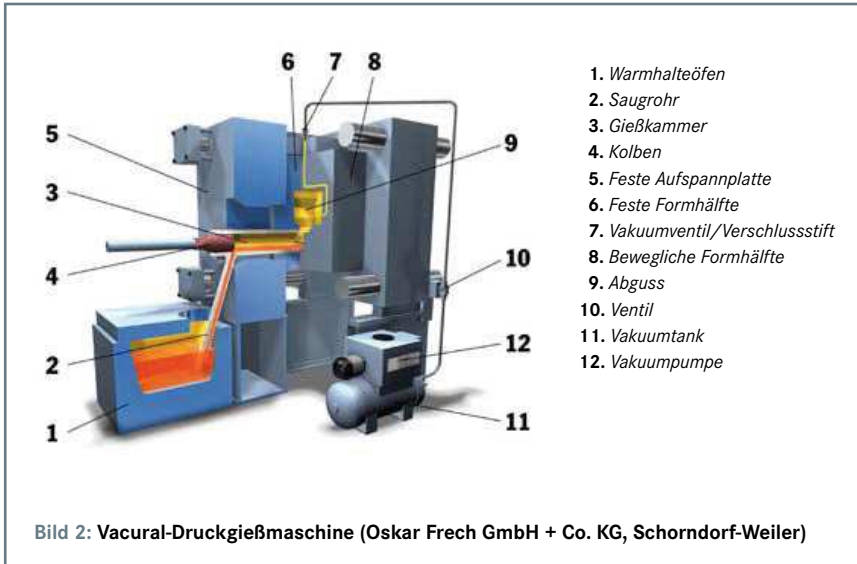 6
7
8
5
9
3
4
10
2
12
1
11
1. Warmhalteöfen
2. Saugrohr
3. Gießkammer
4. Kolben
5. Feste Aufspannplatte
6. Feste Formhälfte
7. Vakuumventil/Verschlussstift
8. Bewegliche Formhälfte
9. Abguss
10. Ventil
11. Vakuumtank
12. Vakuumpumpe
Bild 2: Vacural-Druckgießmaschine (Oskar Frech GmbH + Co. KG, Schorndorf-Weiler)